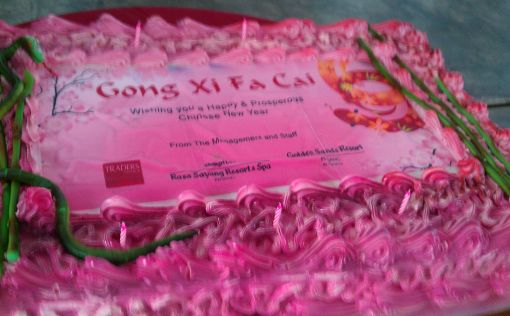 Gong Xi Fa Cai
Wishing you a Happy & Prosperous
Chinese New Year
From The Management and Staff
TRADERS
Rasa Sayang Resort & Spa
Golden Sands Resort